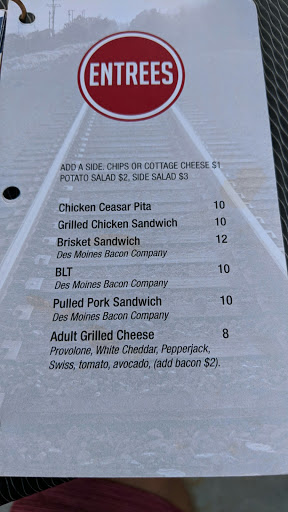 ENTREES
ADD A SIDE. CHIPS OR COTTAGE CHEESE $1
POTATO SALAD $2, SIDE SALAD $3
Chicken Ceasar Pita 10
Grilled Chicken Sandwich 10
Brisket Sandwich 12
Des Moines Bacon Company
BLT 10
Des Moines Bacon Company
Pulled Pork Sandwich 10
Des Moines Bacon Company
Adult Grilled Cheese 8
Provolone, White Cheddar, Pepperjack,
Swiss, tomato, avocado, (add bacon $2).